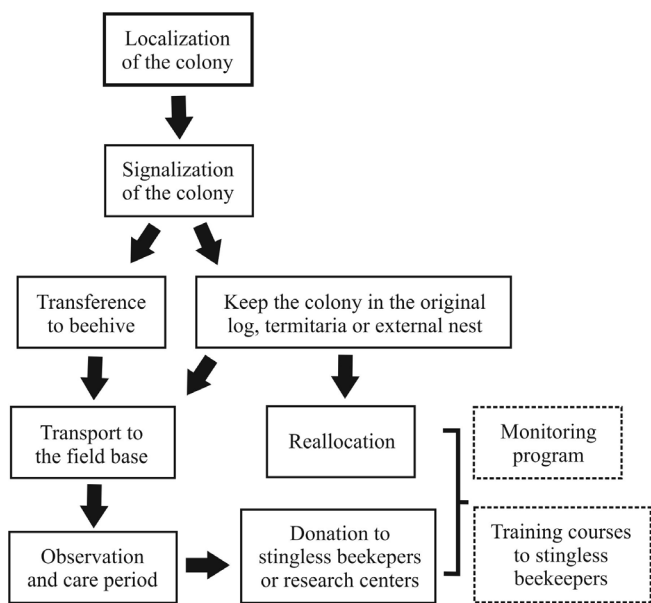 Localization
of the colony
Signalization
of the colony
Transference
to beehive
Keep the colony in the original
log, termitaria or external nest
Transport to
the field base
Reallocation
Monitoring
program
Observation
and care period
Donation to
stingless beekepers
or research centers
Training courses
to stingless
beekeepers